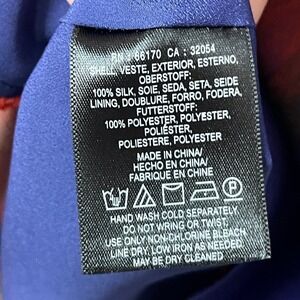 RN : 66170 CA : 32054
SHELL, VESTE, EXTERIOR, ESTERNO,
OBERSTOFF:
100% SILK, SOIE, SEDA, SETA, SEIDE
LINING, DOUBLURE, FORRO, FODERA,
FUTTERSTOFF:
100% POLYESTER, POLYESTER,
POLIÉSTER,
POLIESTERE, POLYESTER
MADE IN CHINA/
HECHO EN CHINA/
FABRIQUE EN CHINE
HAND WASH COLD SEPARATELY
DO NOT WRING OR TWIST
USE ONLY NON-CHLORINE BLEACH
LINE DRY, LOW IRON AS NEEDED
MAY BE DRY CLEANED